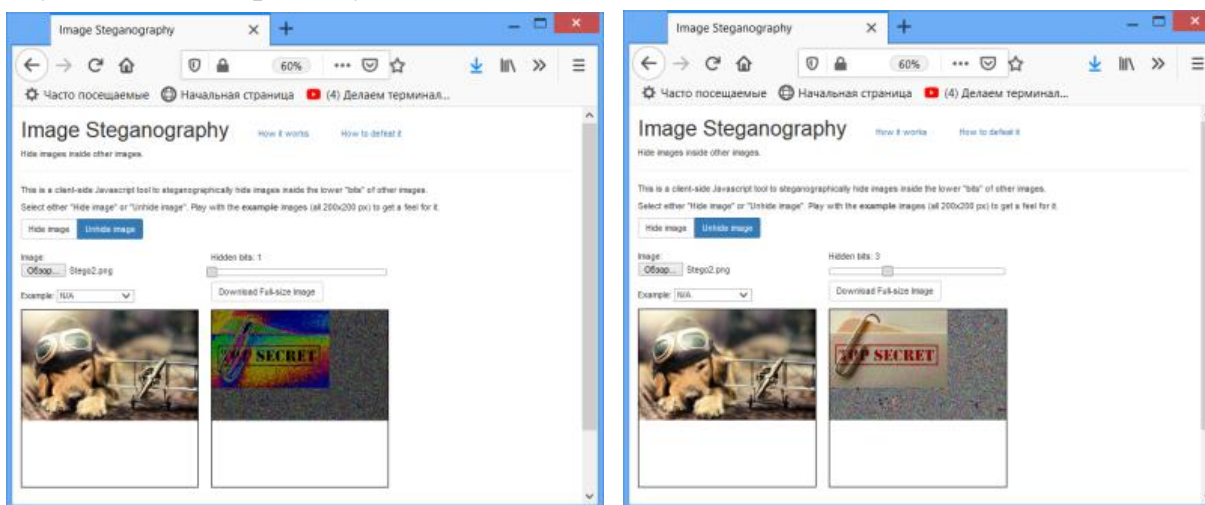 Image Steganography
60%
Часто посещаемые Начальная страница (4) Делаем терминал...
Image Steganography How it works How to defeat it
Hide images inside other images.
This is a client-side Javascript tool to steganographically hide images inside the lower "bits" of other images.
Select either "Hide image" or "Unhide image". Play with the example images (all 200x200 px) to get a feel for it.
Hide image Unhide image
Image: Hidden bits: 1
Обзор... Stego2.png
Example: N/A Download Full-size Image
TOP SECRET
Image Steganography
60%
Часто посещаемые Начальная страница (4) Делаем терминал...
Image Steganography How it works How to defeat it
Hide images inside other images.
This is a client-side Javascript tool to steganographically hide images inside the lower "bits" of other images.
Select either "Hide image" or "Unhide image". Play with the example images (all 200x200 px) to get a feel for it.
Hide image Unhide image
Image: Hidden bits: 3
Обзор... Stego2.png
Example: N/A Download Full-size Image
TOP SECRET